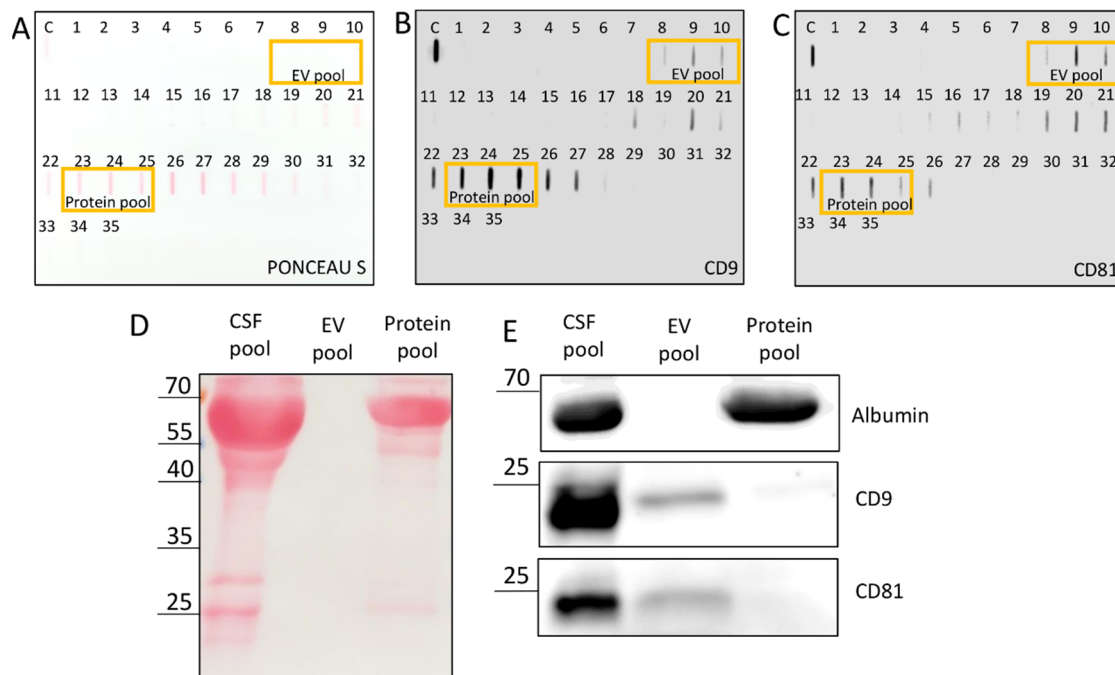 A
C 1 2 3 4 5 6 7 8 9 10
EV pool
11 12 13 14 15 16 17 18 19 20 21
22 23 24 25 26 27 28 29 30 31 32
Protein pool
33 34 35
PONCEAU S
B
C 1 2 3 4 5 6 7 8 9 10
EV pool
11 12 13 14 15 16 17 18 19 20 21
22 23 24 25 26 27 28 29 30 31 32
Protein pool
33 34 35
CD9
C
C 1 2 3 4 5 6 7 8 9 10
EV pool
11 12 13 14 15 16 17 18 19 20 21
22 23 24 25 26 27 28 29 30 31 32
Protein pool
33 34 35
CD81
D
CSF pool
EV pool
Protein pool
70
55
40
35
25
E
CSF pool
EV pool
Protein pool
70
Albumin
25
CD9
25
CD81